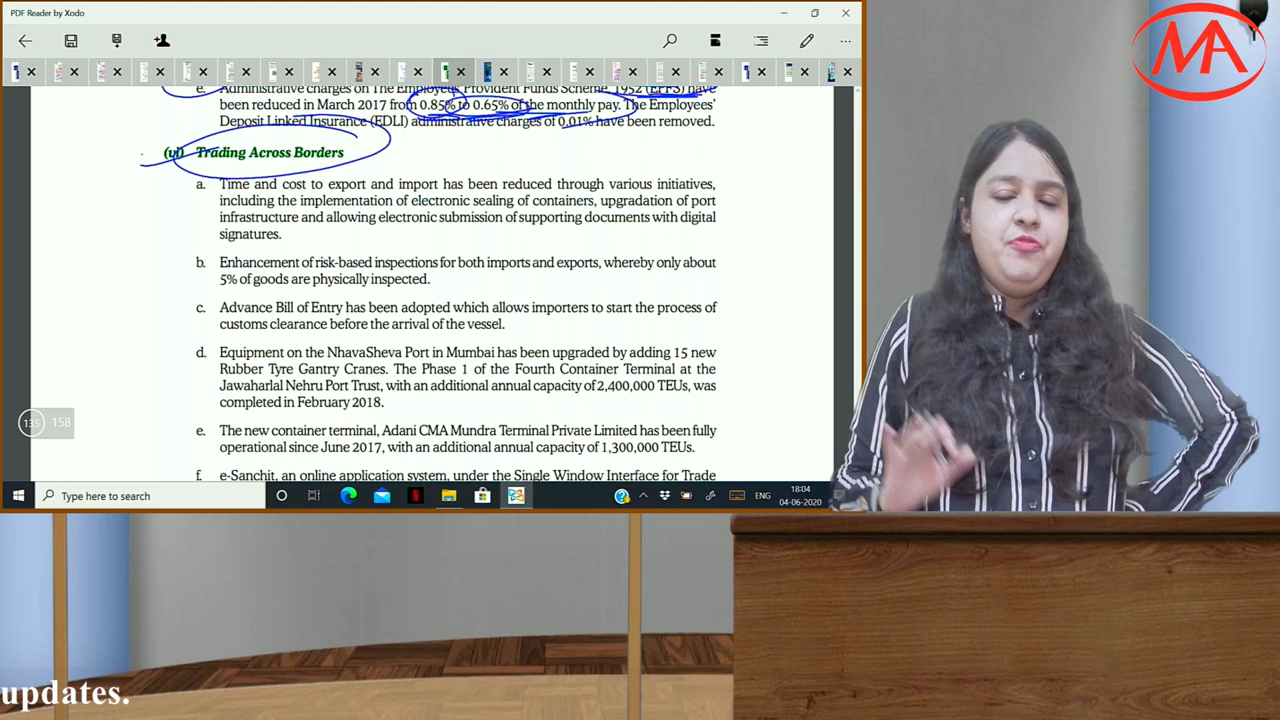 PDF Reader by Xodo
MA
e. Administrative charges on The Employees' Provident Funds Scheme, 1952 (EPFS) have
been reduced in March 2017 from 0.85% to 0.65% of the monthly pay. The Employees'
Deposit Linked Insurance (EDLI) administrative charges of 0.01% have been removed.
(vi) Trading Across Borders
a. Time and cost to export and import has been reduced through various initiatives,
including the implementation of electronic sealing of containers, upgradation of port
infrastructure and allowing electronic submission of supporting documents with digital
signatures.
b. Enhancement of risk-based inspections for both imports and exports, whereby only about
5% of goods are physically inspected.
c. Advance Bill of Entry has been adopted which allows importers to start the process of
customs clearance before the arrival of the vessel.
d. Equipment on the NhavaSheva Port in Mumbai has been upgraded by adding 15 new
Rubber Tyre Gantry Cranes. The Phase 1 of the Fourth Container Terminal at the
Jawaharlal Nehru Port Trust, with an additional annual capacity of 2,400,000 TEUs, was
completed in February 2018.
135 158
e. The new container terminal, Adani CMA Mundra Terminal Private Limited has been fully
operational since June 2017, with an additional annual capacity of 1,300,000 TEUs.
f. e-Sanchit, an online application system, under the Single Window Interface for Trade
Type here to search
ENG
18:04
04-06-2020
updates.